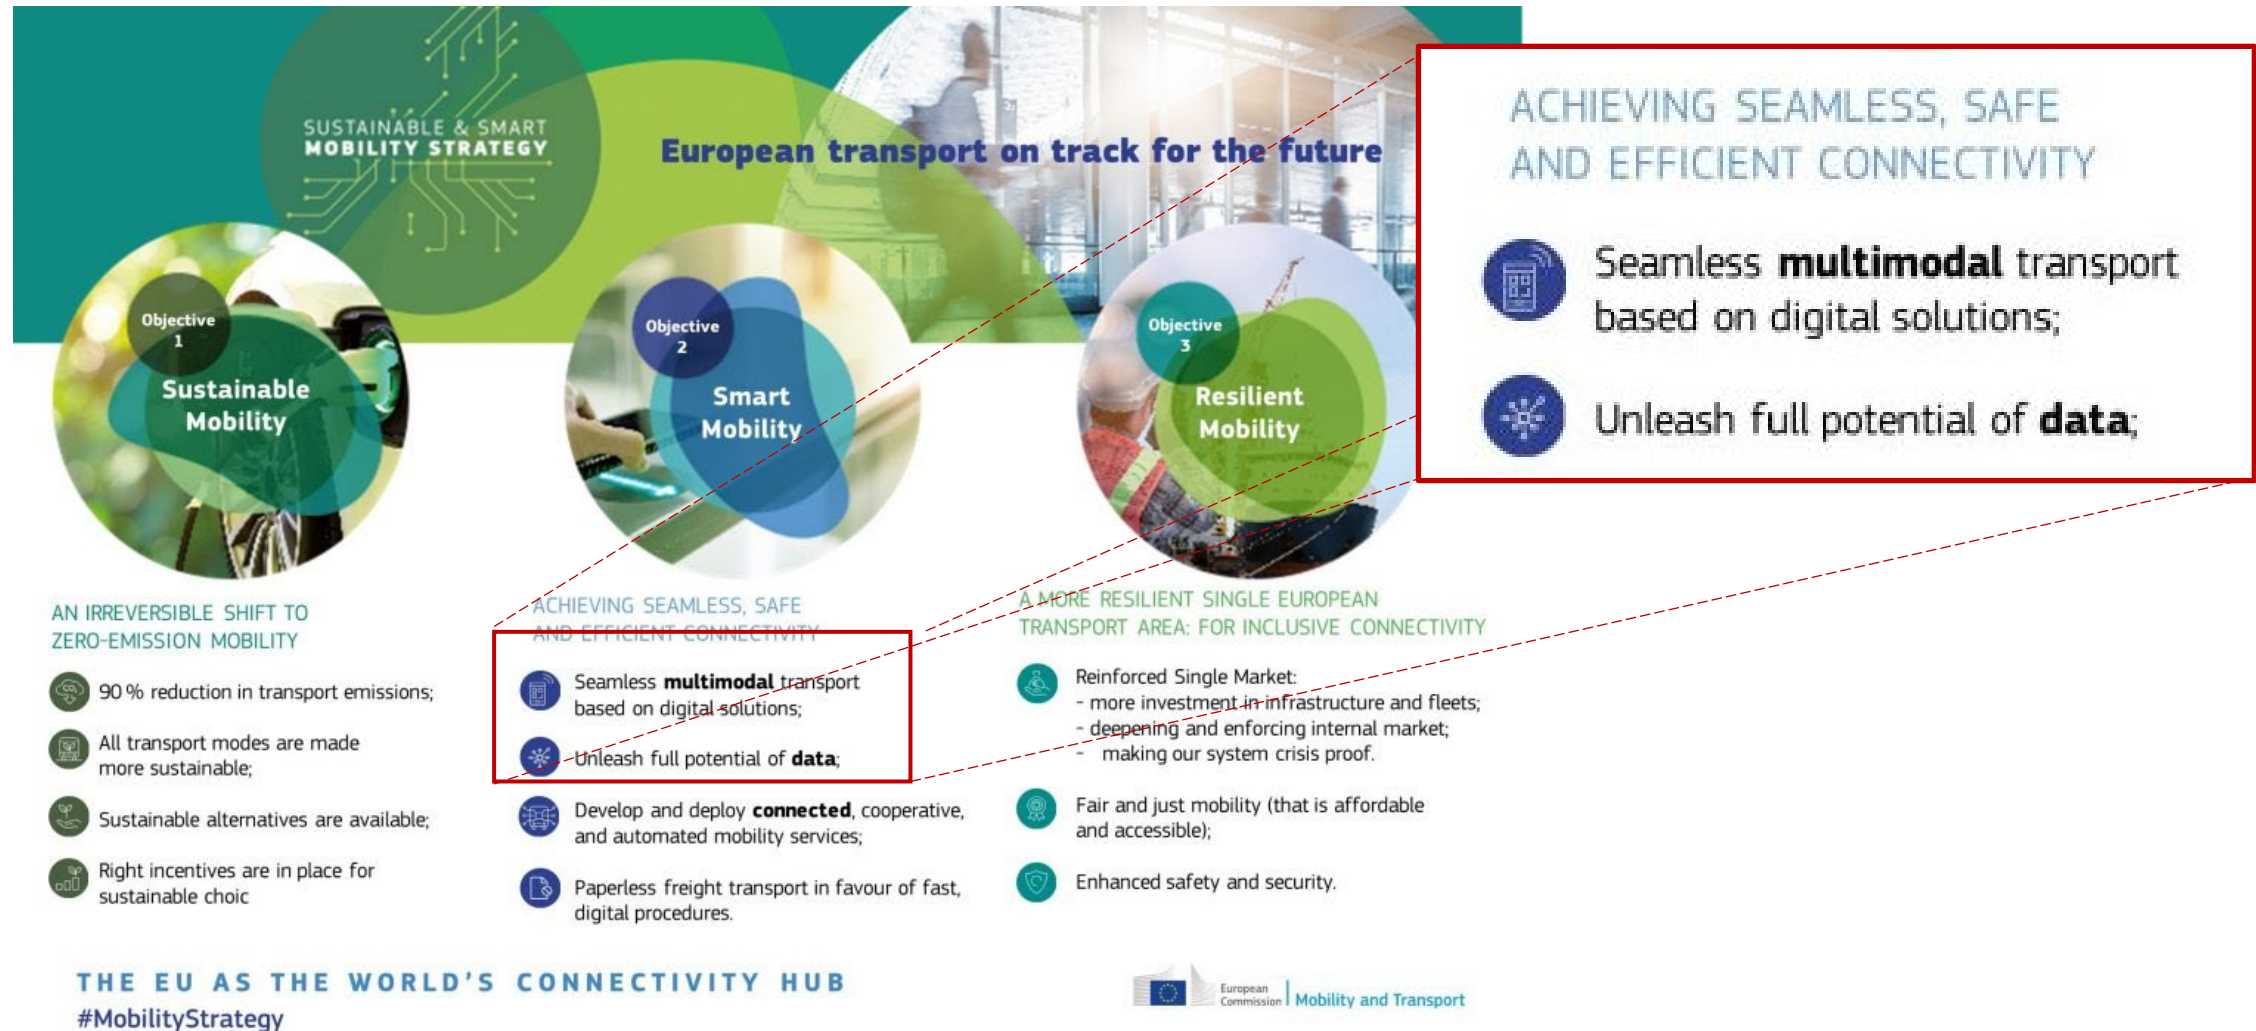 SUSTAINABLE & SMART
MOBILITY STRATEGY
European transport on track for the future
Objective
1
Sustainable
Mobility
AN IRREVERSIBLE SHIFT TO
ZERO-EMISSION MOBILITY
90 % reduction in transport emissions;
All transport modes are made
more sustainable;
Sustainable alternatives are available;
Right incentives are in place for
sustainable choic
Objective
2
Smart
Mobility
ACHIEVING SEAMLESS, SAFE
AND EFFICIENT CONNECTIVITY
Seamless multimodal transport
based on digital solutions;
Unleash full potential of data;
Develop and deploy connected, cooperative,
and automated mobility services;
Paperless freight transport in favour of fast,
digital procedures.
Objective
3
Resilient
Mobility
A MORE RESILIENT SINGLE EUROPEAN
TRANSPORT AREA: FOR INCLUSIVE CONNECTIVITY
Reinforced Single Market:
- more investment in infrastructure and fleets;
- deepening and enforcing internal market;
- making our system crisis proof.
Fair and just mobility (that is affordable
and accessible);
Enhanced safety and security.
ACHIEVING SEAMLESS, SAFE
AND EFFICIENT CONNECTIVITY
Seamless multimodal transport
based on digital solutions;
Unleash full potential of data;
THE EU AS THE WORLD'S CONNECTIVITY HUB
#MobilityStrategy
European
Commission
Mobility and Transport